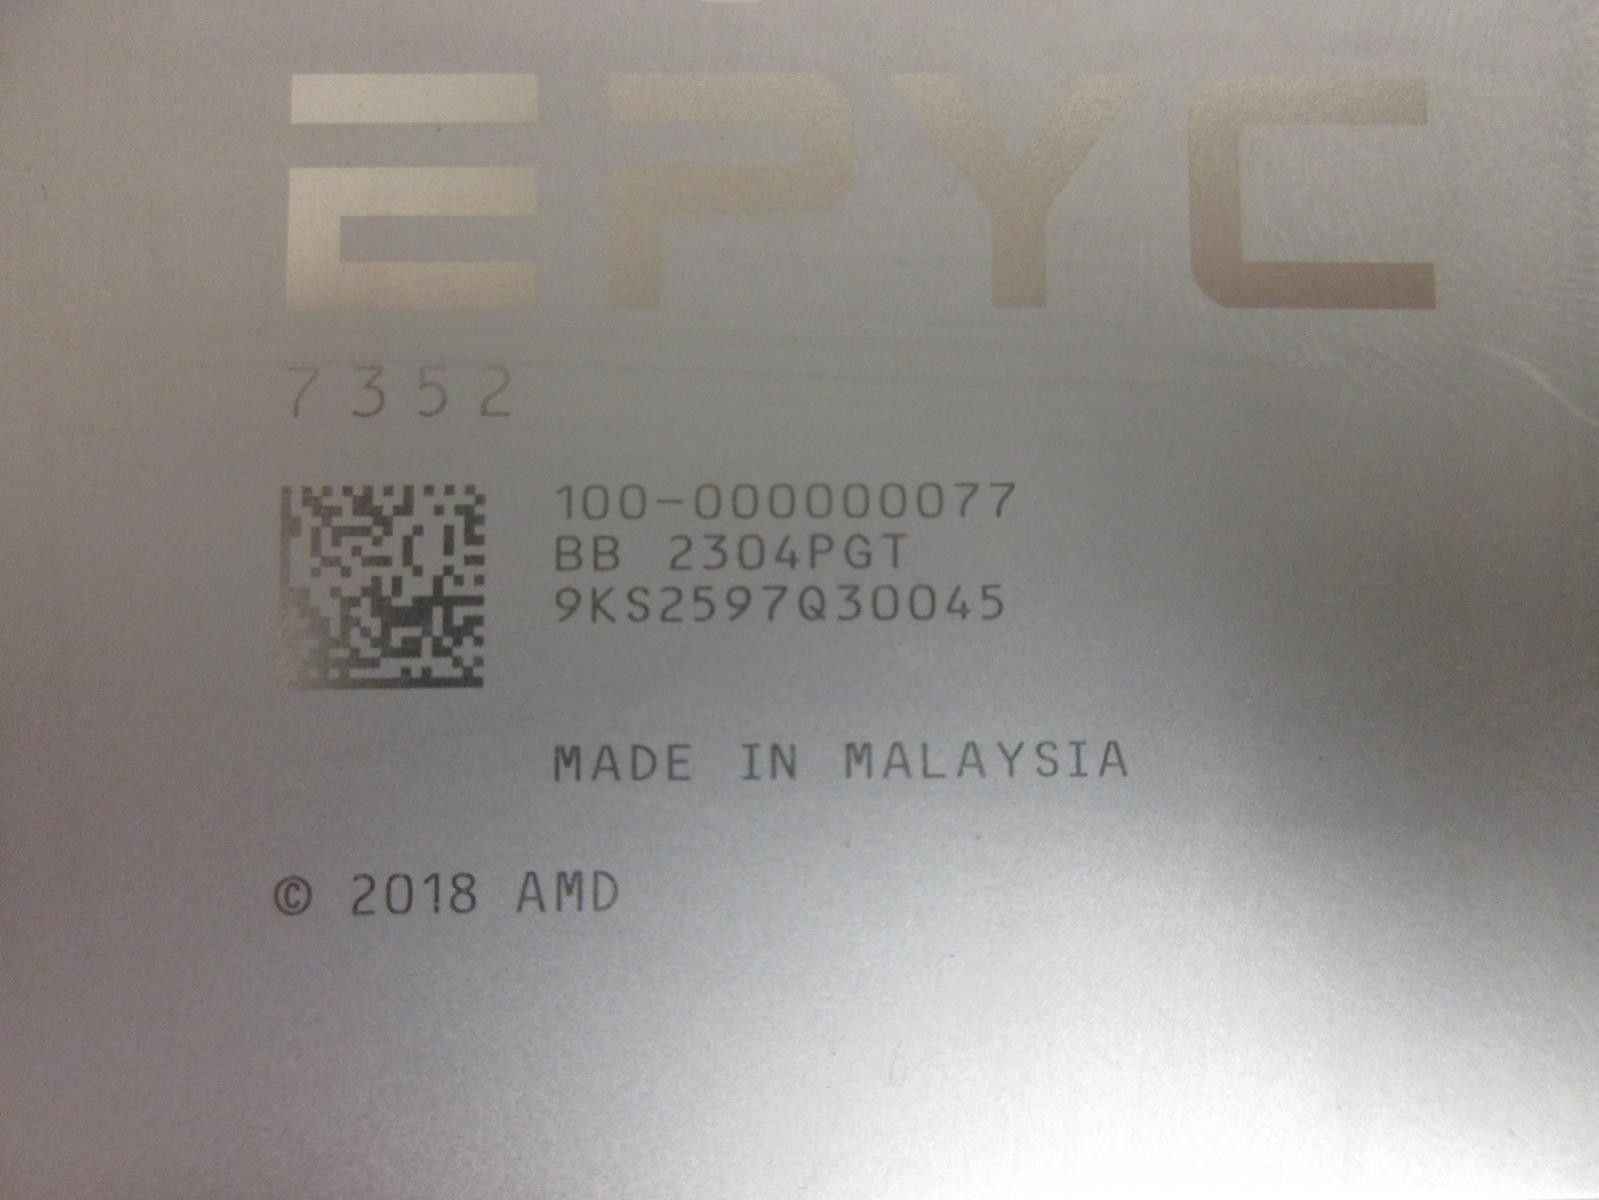 EPYC
7352
100-000000077
BB 2304PGT
9KS2597Q30045
MADE IN MALAYSIA
© 2018 AMD